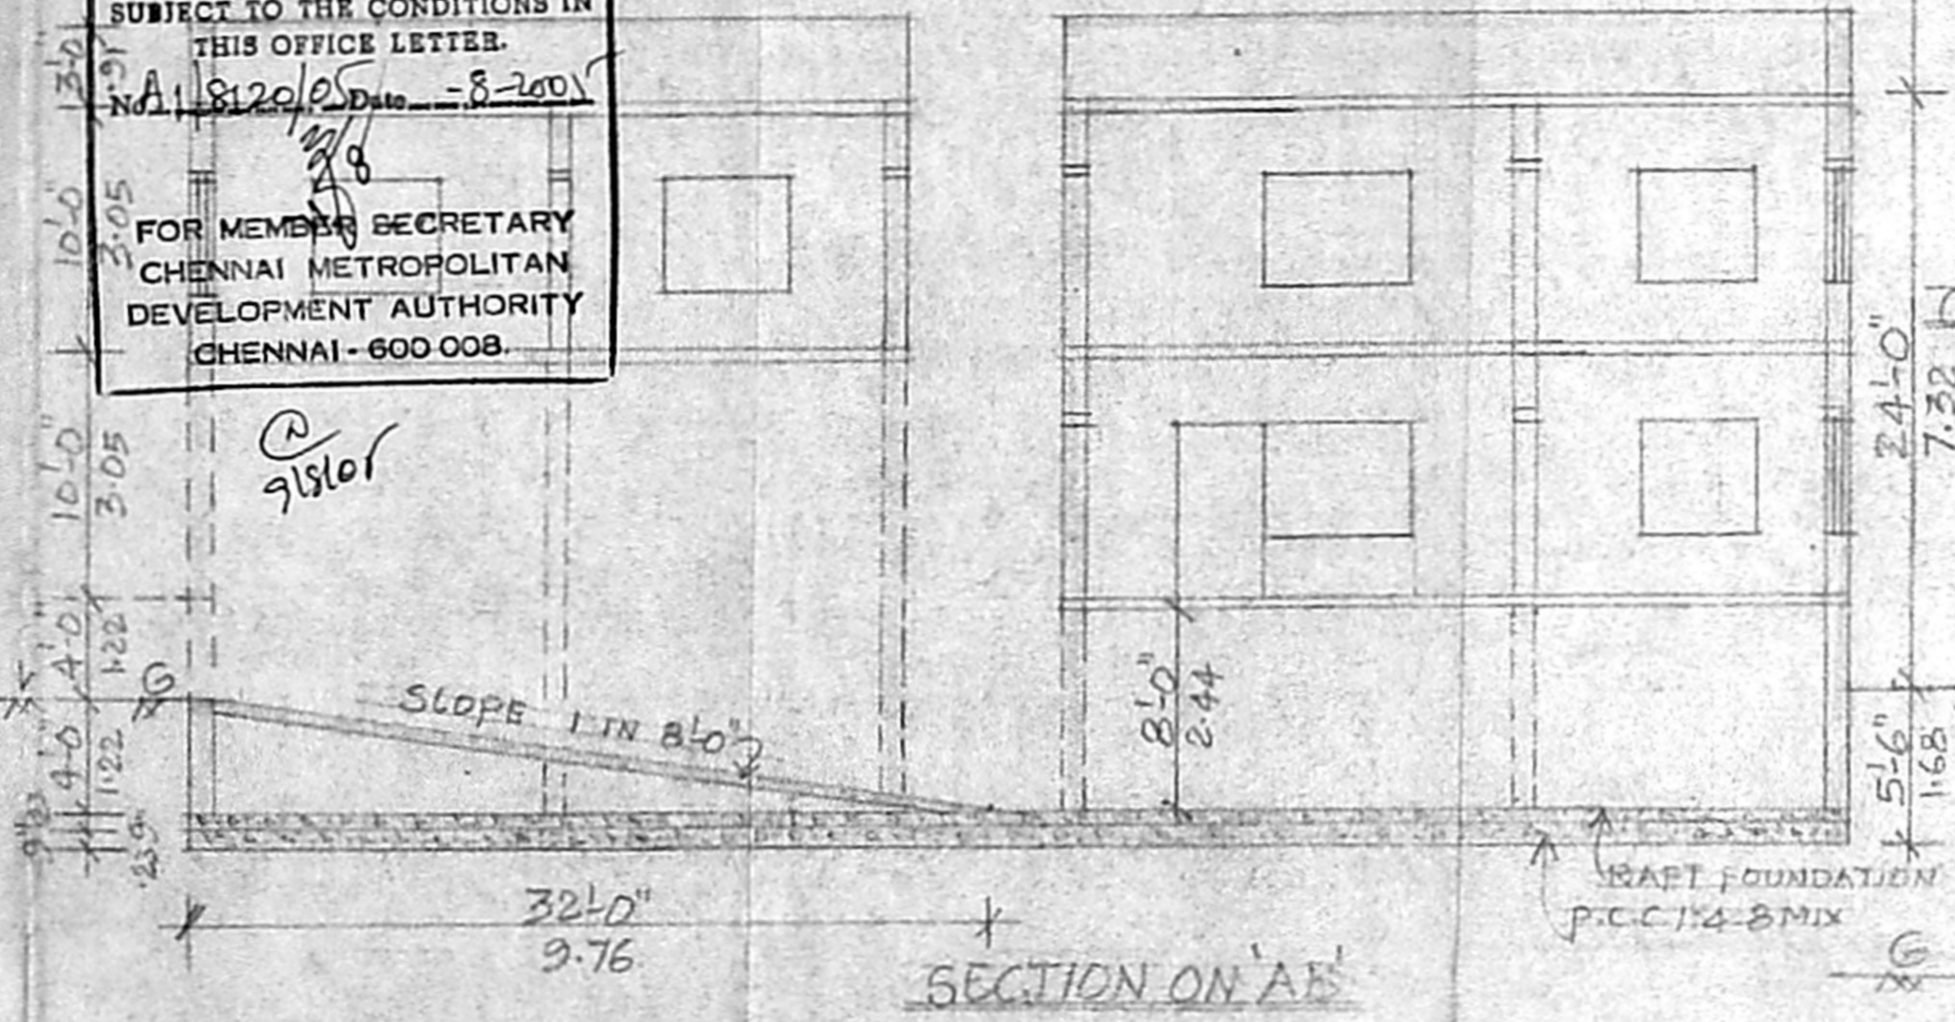 SUBJECT TO THE CONDITIONS IN
THIS OFFICE LETTER.
No. A1/8120/05 Date -8-2005
FOR MEMBER SECRETARY
CHENNAI METROPOLITAN
DEVELOPMENT AUTHORITY
CHENNAI - 600 008.
3'-0"
.91
10'-0"
3.05
10'-0"
3.05
4'-0"
1.22
G
4'-0"
1.22
9"
SLOPE 1 IN 8'-0"
8'-0"
2.44
24'-0"
7.32
5'-6"
1.68
RAFT FOUNDATION
P.C.C 1:4-8 MIX
32'-0"
9.76
SECTION ON 'AB'
G